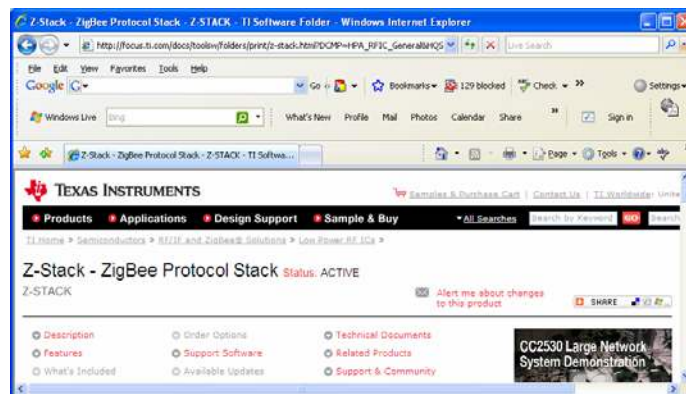 Z-Stack - ZigBee Protocol Stack - Z-STACK - TI Software Folder - Windows Internet Explorer
http://focus.ti.com/docs/toolsw/folders/print/z-stack.html?DCMP=HPA_RFIC_General&HQS Live Search
File Edit View Favorites Tools Help
Google Go Bookmarks 129 blocked Check Settings
Windows Live Bing What's New Profile Mail Photos Calendar Share Sign in
Z-Stack - ZigBee Protocol Stack - Z-STACK - TI Softwa... Page Tools
TEXAS INSTRUMENTS Samples & Purchase Cart | Contact Us | TI Worldwide: Unite
Products Applications Design Support Sample & Buy All Searches Search by Keyword GO Search
TI Home > Semiconductors > RF/IF and ZigBee® Solutions > Low Power RF ICs >
Z-Stack - ZigBee Protocol Stack Status: ACTIVE
Z-STACK Alert me about changes
to this product SHARE
Description Order Options Technical Documents
Features Support Software Related Products
What's Included Available Updates Support & Community
CC2530 Large Network
System Demonstration